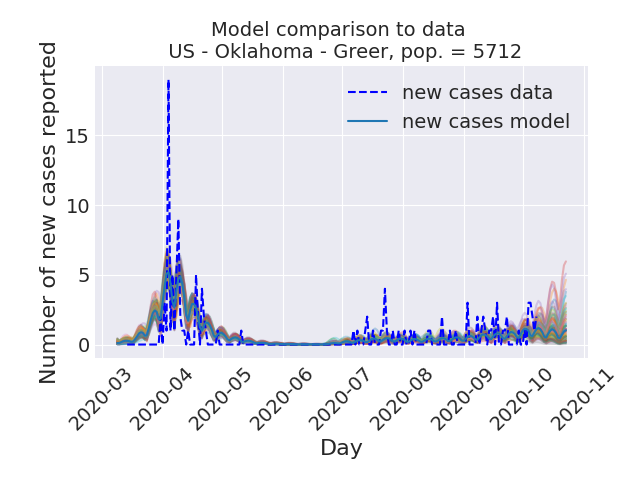 Model comparison to data
US - Oklahoma - Greer, pop. = 5712
new cases data
new cases model
Number of new cases reported
15
10
5
0
2020-03
2020-04
2020-05
2020-06
2020-07
2020-08
2020-09
2020-10
2020-11
Day